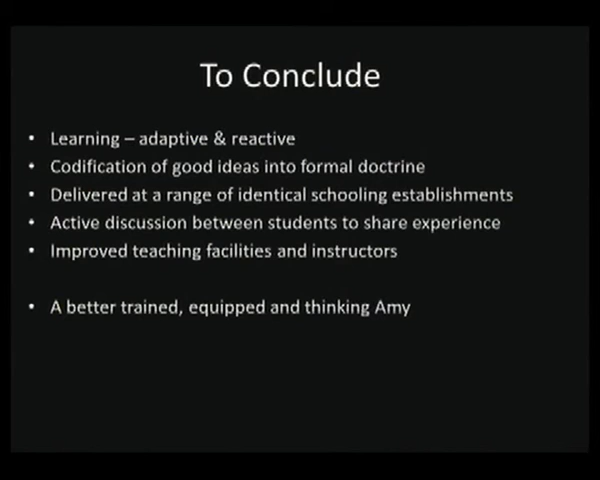 To Conclude
• Learning – adaptive & reactive
• Codification of good ideas into formal doctrine
• Delivered at a range of identical schooling establishments
• Active discussion between students to share experience
• Improved teaching facilities and instructors
• A better trained, equipped and thinking Amy